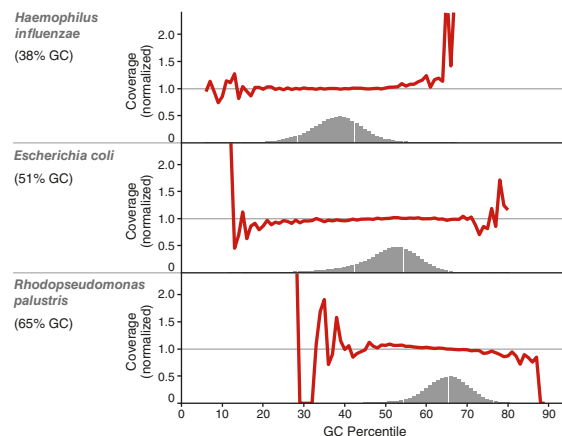 Haemophilus
influenzae
(38% GC)
Coverage
(normalized)
2.0
1.5
1.0
0.5
0
Escherichia coli
(51% GC)
Coverage
(normalized)
2.0
1.5
1.0
0.5
0
Rhodopseudomonas
palustris
(65% GC)
Coverage
(normalized)
2.0
1.5
1.0
0.5
0
0 10 20 30 40 50 60 70 80 90
GC Percentile